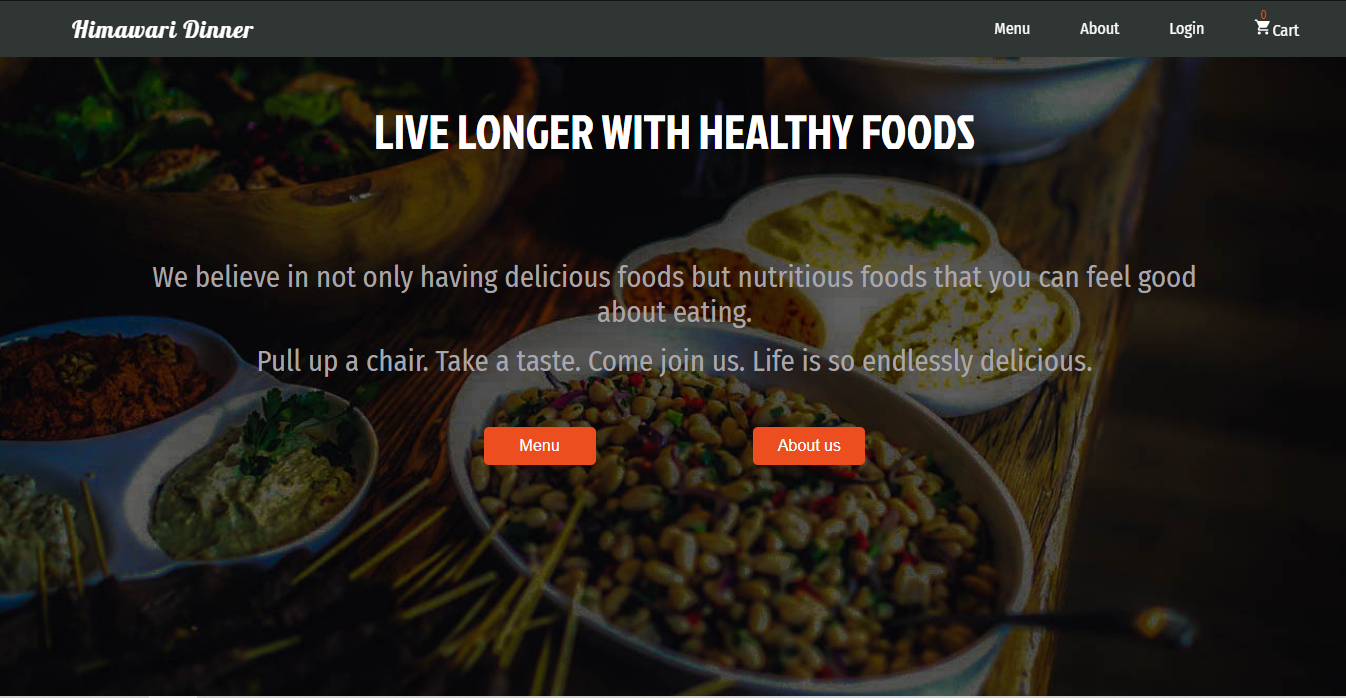 Himawari Dinner
Menu
About
Login
0
Cart
LIVE LONGER WITH HEALTHY FOODS
We believe in not only having delicious foods but nutritious foods that you can feel good
about eating.
Pull up a chair. Take a taste. Come join us. Life is so endlessly delicious.
Menu
About us